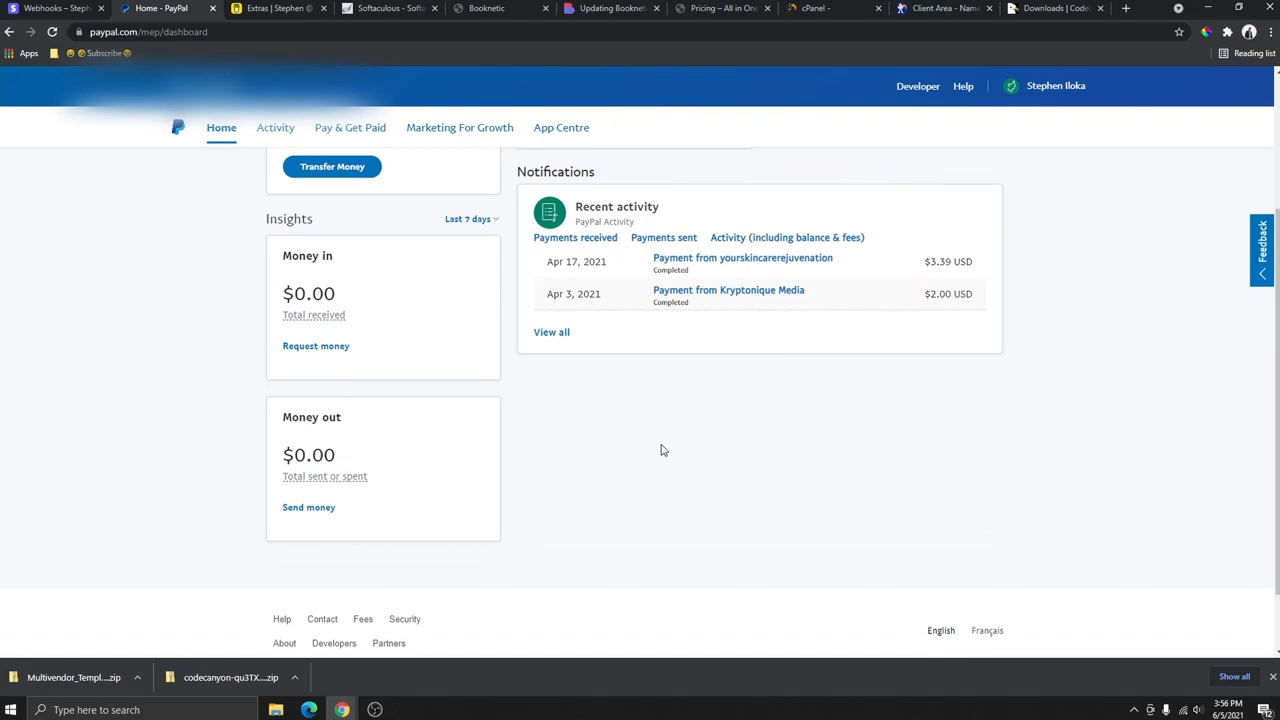 Webhooks – Steph
Home - PayPal
Extras | Stephen @
Softaculous - Softa
Booknetic
Updating Bookneti
Pricing – All in One
cPanel -
Client Area - Name
Downloads | Codel
paypal.com/mep/dashboard
Apps
Subscribe
Reading list
Developer
Help
Stephen Iloka
Home
Activity
Pay & Get Paid
Marketing For Growth
App Centre
Transfer Money
Insights
Last 7 days
Money in
$0.00
Total received
Request money
Money out
$0.00
Total sent or spent
Send money
Notifications
Recent activity
PayPal Activity
Payments received Payments sent Activity (including balance & fees)
Apr 17, 2021 Payment from yourskincarerejuvenation $3.39 USD
Completed
Apr 3, 2021 Payment from Kryptonique Media $2.00 USD
Completed
View all
Feedback
Help Contact Fees Security
About Developers Partners
English Français
Multivendor_Templ....zip
codecanyon-qu3TX....zip
Show all
Type here to search
3:56 PM
6/5/2021